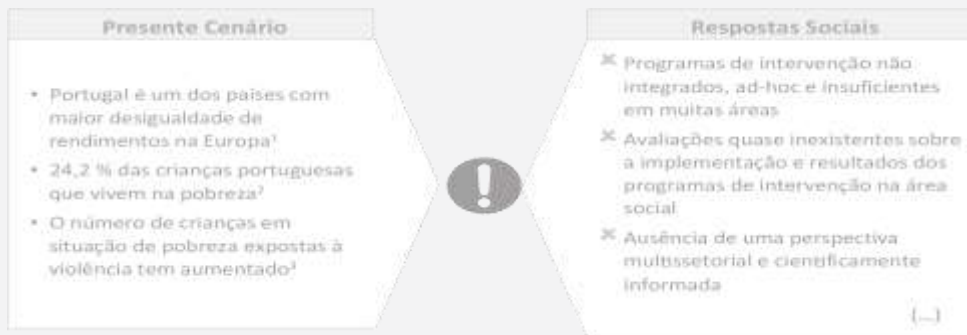 Presente Cenário
• Portugal é um dos países com
maior desigualdade de
rendimentos na Europa¹
• 24,2 % das crianças portuguesas
que vivem na pobreza²
• O número de crianças em
situação de pobreza expostas à
violência tem aumentado³
!
Respostas Sociais
× Programas de intervenção não
integrados, ad-hoc e insuficientes
em muitas áreas
× Avaliações quase inexistentes sobre
a implementação e resultados dos
programas de intervenção na área
social
× Ausência de uma perspectiva
multissetorial e cientificamente
informada
(...)